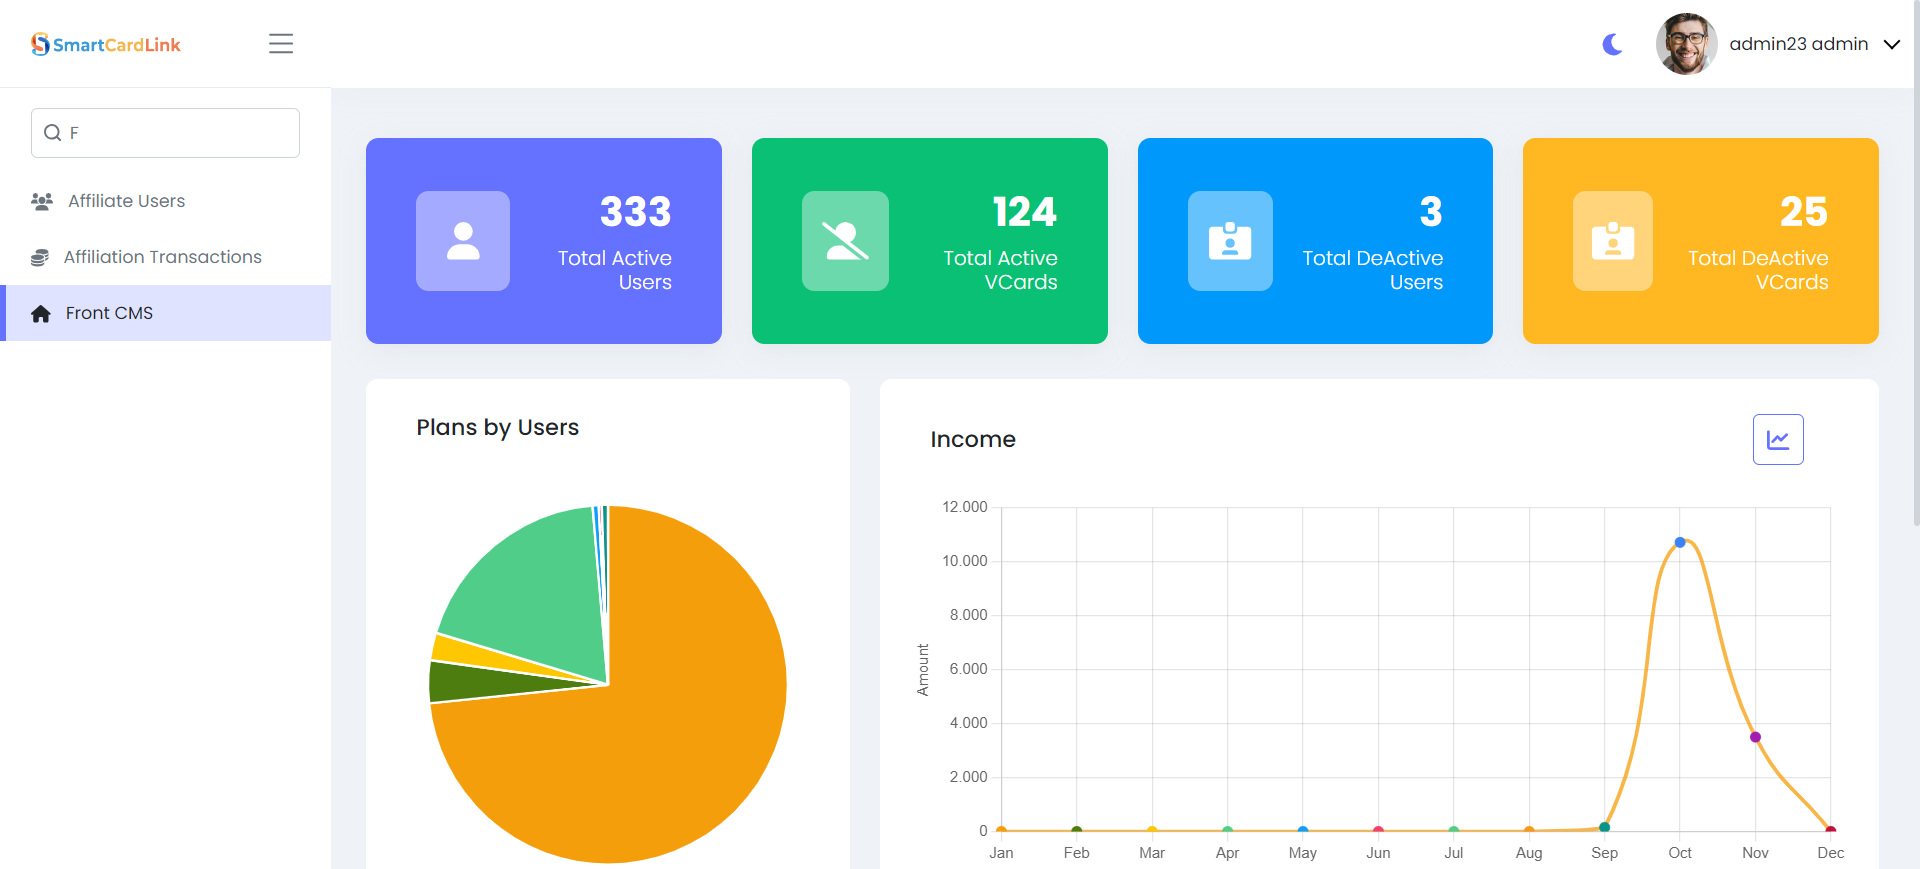 SmartCardLink
admin23 admin
F
Affiliate Users
Affiliation Transactions
Front CMS
333
Total Active
Users
124
Total Active
VCards
3
Total DeActive
Users
25
Total DeActive
VCards
Plans by Users
Income
Amount
12.000
10.000
8.000
6.000
4.000
2.000
0
Jan Feb Mar Apr May Jun Jul Aug Sep Oct Nov Dec